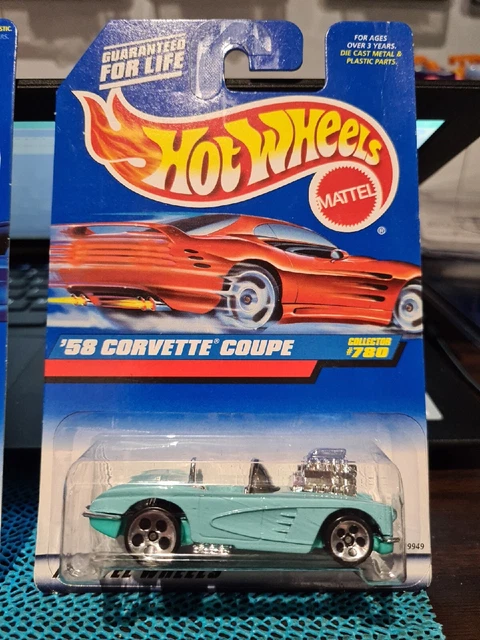 GUARANTEED
FOR LIFE
FOR AGES
OVER 3 YEARS.
DIE CAST METAL &
PLASTIC PARTS.
HOT WHEELS
MATTEL
®
'58 CORVETTE® COUPE
COLLECTOR
#780
WHEELS